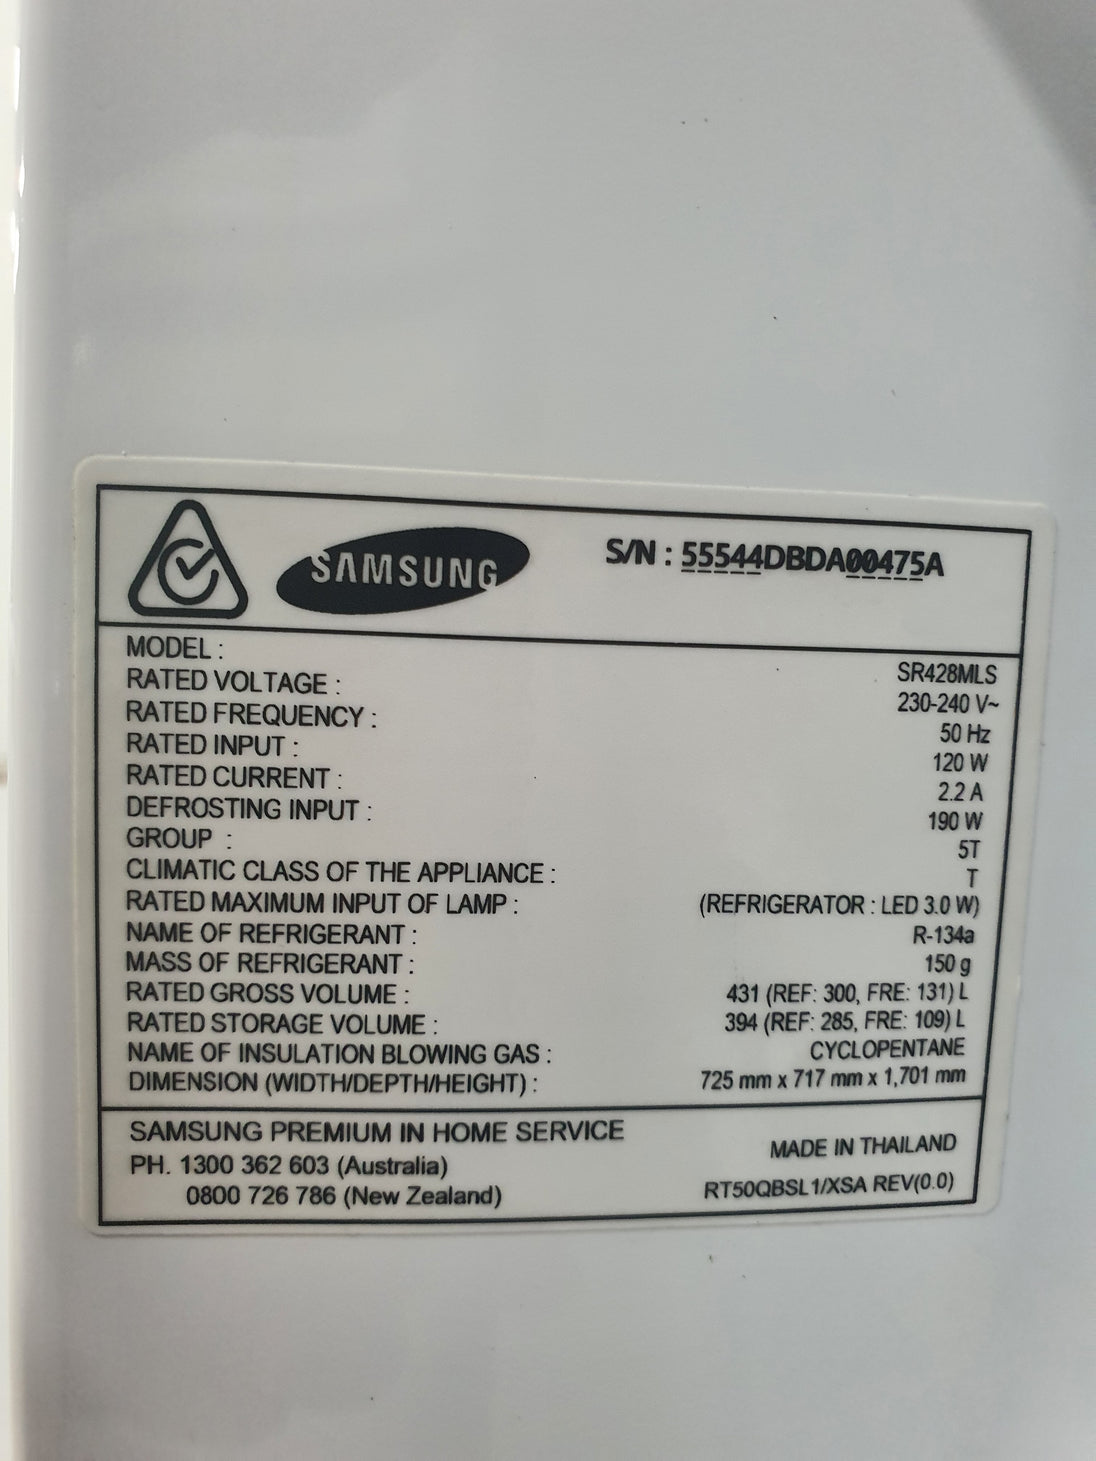 SAMSUNG S/N : 55544DBDA00475A
MODEL : SR428MLS
RATED VOLTAGE : 230-240 V~
RATED FREQUENCY : 50 Hz
RATED INPUT : 120 W
RATED CURRENT : 2.2 A
DEFROSTING INPUT : 190 W
GROUP : 5T
CLIMATIC CLASS OF THE APPLIANCE : T
RATED MAXIMUM INPUT OF LAMP : (REFRIGERATOR : LED 3.0 W)
NAME OF REFRIGERANT : R-134a
MASS OF REFRIGERANT : 150 g
RATED GROSS VOLUME : 431 (REF: 300, FRE: 131) L
RATED STORAGE VOLUME : 394 (REF: 285, FRE: 109) L
NAME OF INSULATION BLOWING GAS : CYCLOPENTANE
DIMENSION (WIDTH/DEPTH/HEIGHT) : 725 mm x 717 mm x 1,701 mm
SAMSUNG PREMIUM IN HOME SERVICE
PH. 1300 362 603 (Australia) MADE IN THAILAND
0800 726 786 (New Zealand) RT50QBSL1/XSA REV(0.0)